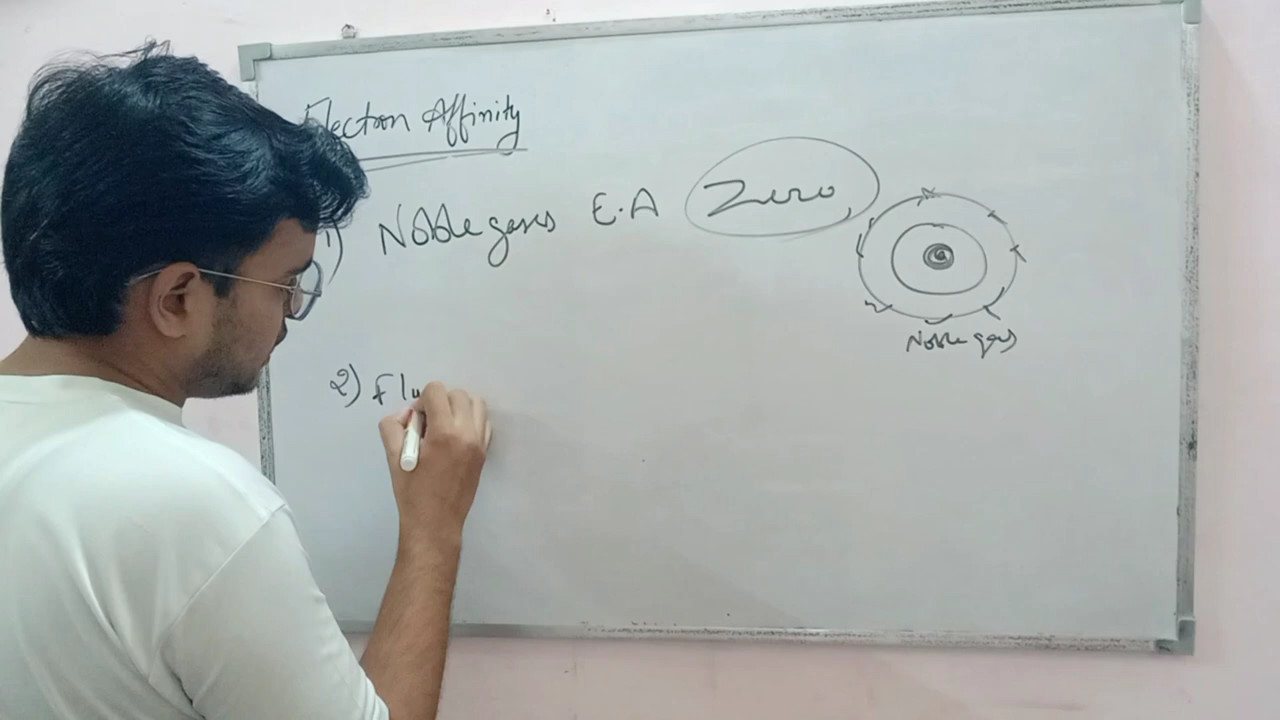 Electron Affinity
1) Noble gases E.A Zero,
Noble gas
2) Flu